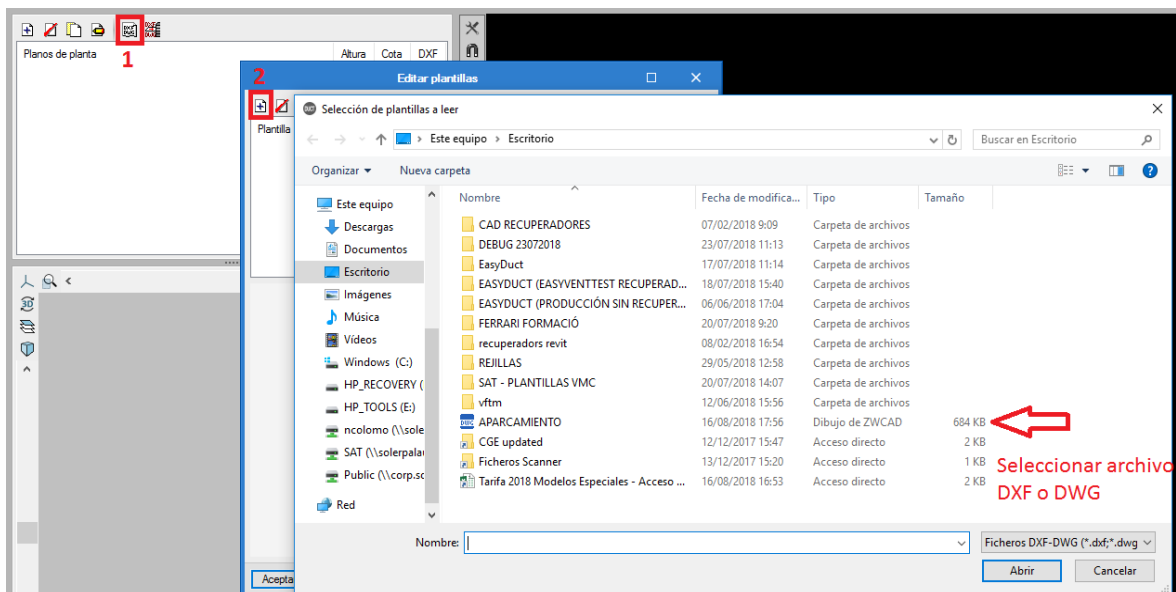 Planos de planta Altura Cota DXF
1
2 Editar plantillas
Plantilla
Selección de plantillas a leer
Este equipo > Escritorio Buscar en Escritorio
Organizar Nueva carpeta
Nombre Fecha de modifica... Tipo Tamaño
Este equipo
Descargas
Documentos
Escritorio
Imágenes
Música
Vídeos
Windows (C:)
HP_RECOVERY (
HP_TOOLS (E:)
ncolomo (\\sole
SAT (\\solerpala
Public (\\corp.so
Red
CAD RECUPERADORES 07/02/2018 9:09 Carpeta de archivos
DEBUG 23072018 23/07/2018 11:13 Carpeta de archivos
EasyDuct 17/07/2018 11:14 Carpeta de archivos
EASYDUCT (EASYVENTTEST RECUPERAD... 18/07/2018 15:40 Carpeta de archivos
EASYDUCT (PRODUCCIÓN SIN RECUPER... 06/06/2018 17:04 Carpeta de archivos
FERRARI FORMACIÓ 20/07/2018 9:20 Carpeta de archivos
recuperadors revit 08/02/2018 16:54 Carpeta de archivos
REJILLAS 29/05/2018 12:58 Carpeta de archivos
SAT - PLANTILLAS VMC 20/07/2018 14:07 Carpeta de archivos
vftm 12/06/2018 15:56 Carpeta de archivos
APARCAMIENTO 16/08/2018 17:56 Dibujo de ZWCAD 684 KB
CGE updated 12/12/2017 15:47 Acceso directo 2 KB
Ficheros Scanner 13/12/2017 15:20 Acceso directo 1 KB
Tarifa 2018 Modelos Especiales - Acceso ... 16/08/2018 16:53 Acceso directo 2 KB
Seleccionar archivo
DXF o DWG
Nombre: Ficheros DXF-DWG (*.dxf;*.dwg
Abrir Cancelar
Acepta
3D